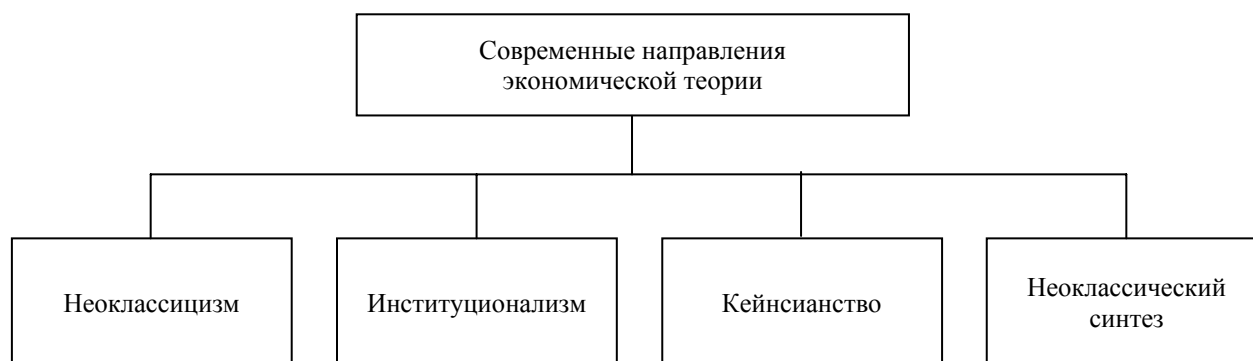 Современные направления
экономической теории
Неоклассицизм
Институционализм
Кейнсианство
Неоклассический
синтез